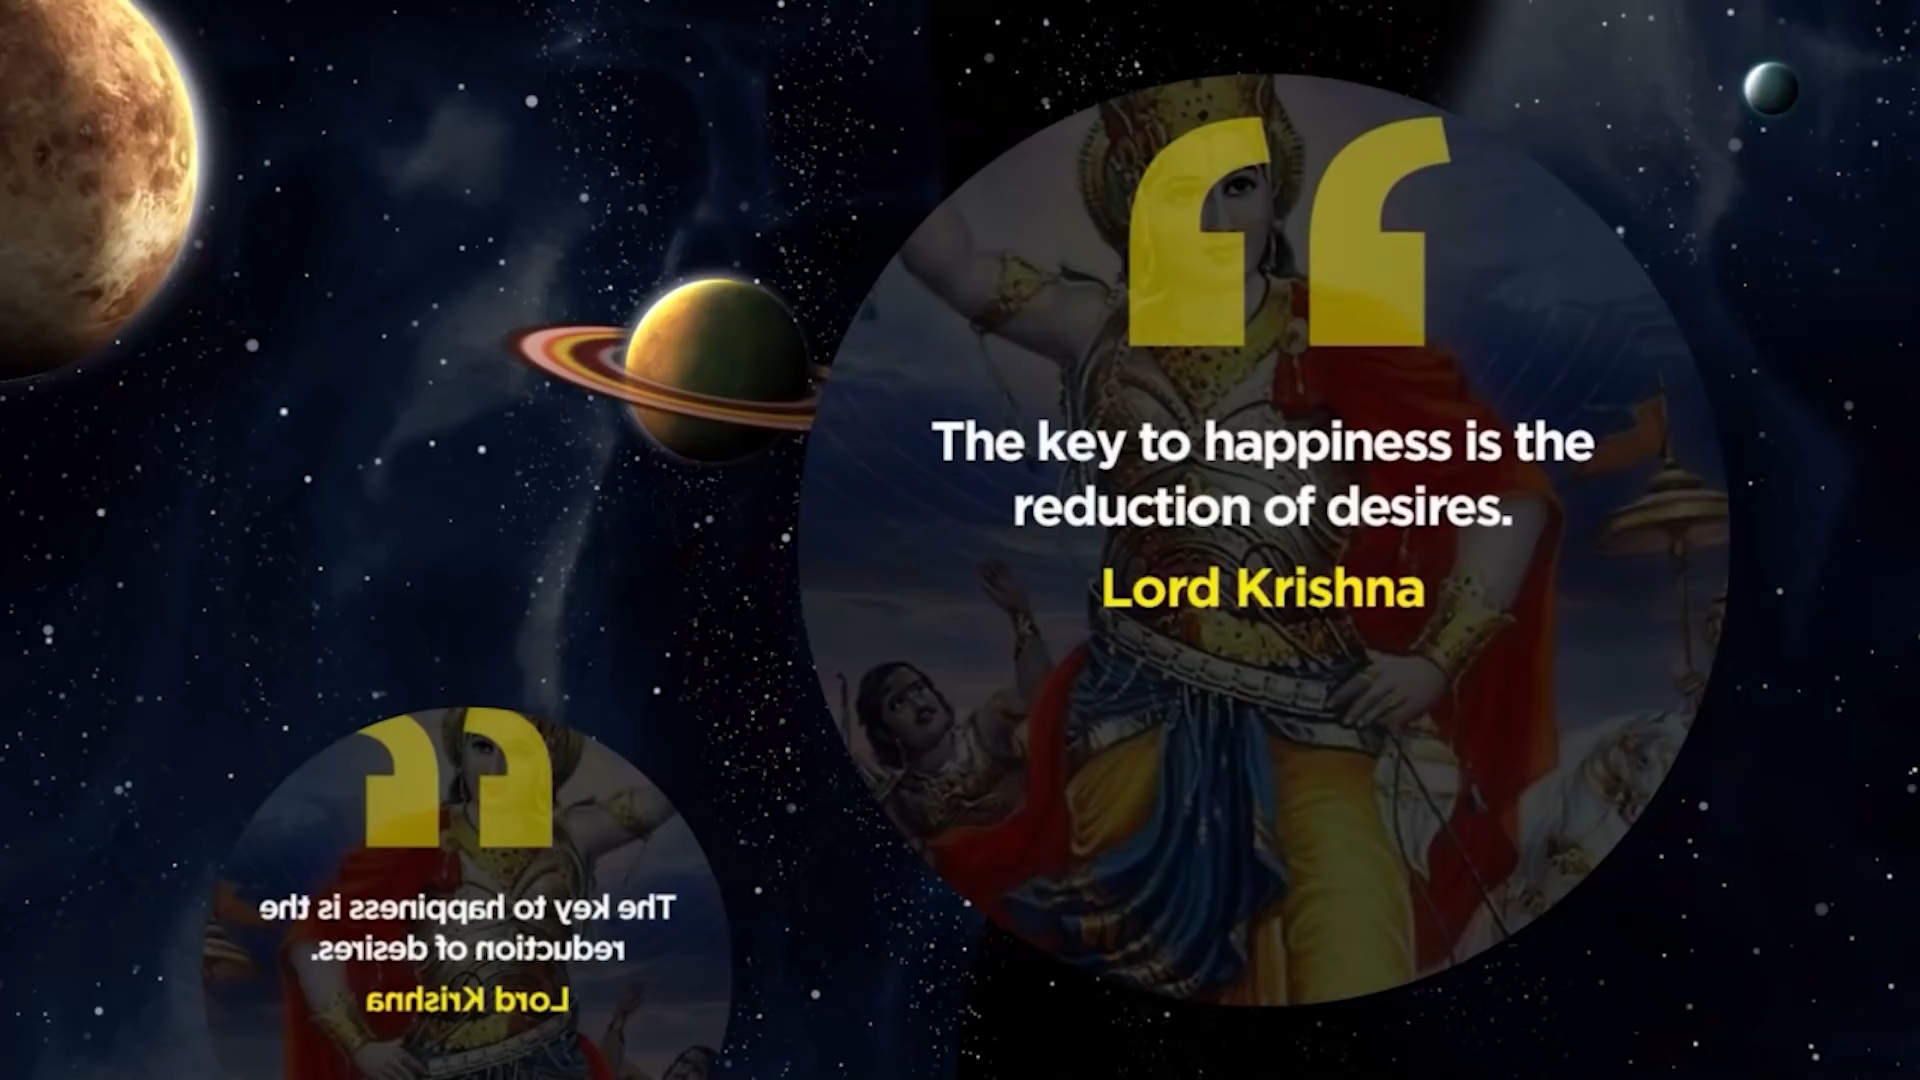 The key to happiness is the
reduction of desires.
Lord Krishna
The key to happiness is the
reduction of desires.
Lord Krishna